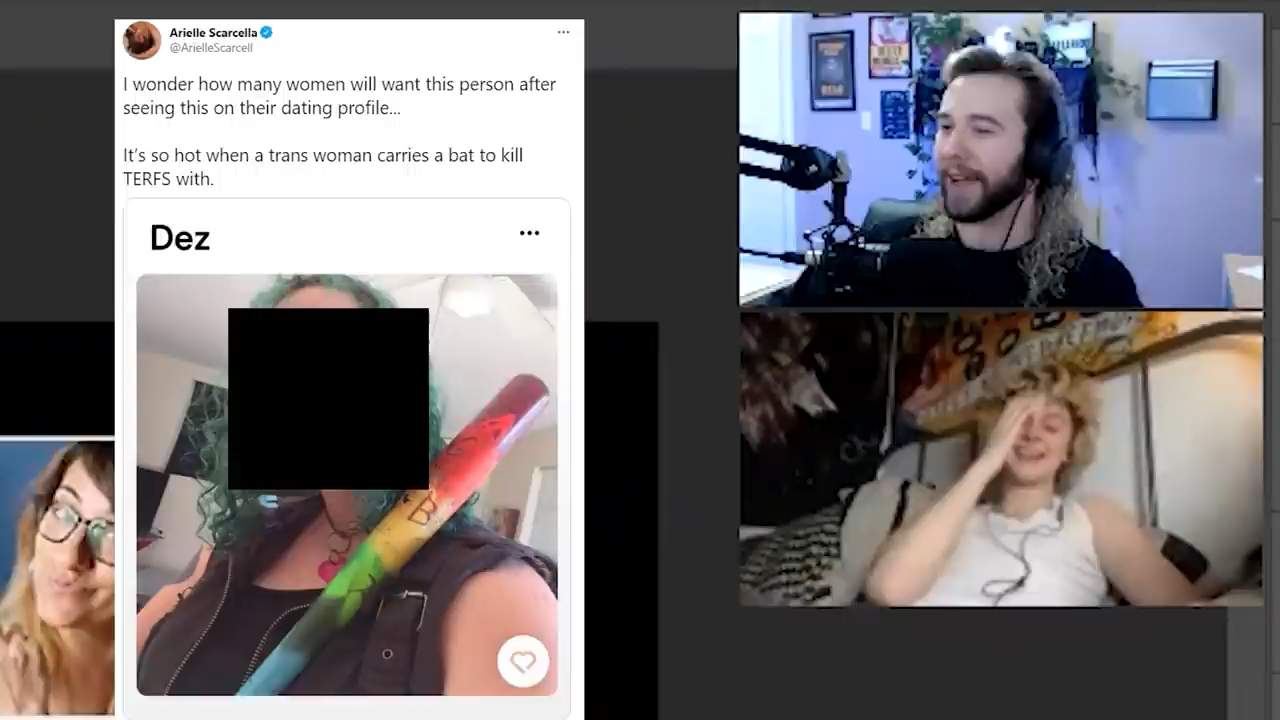 Arielle Scarcella
@ArielleScarcell
I wonder how many women will want this person after
seeing this on their dating profile...
It's so hot when a trans woman carries a bat to kill
TERFS with.
Dez